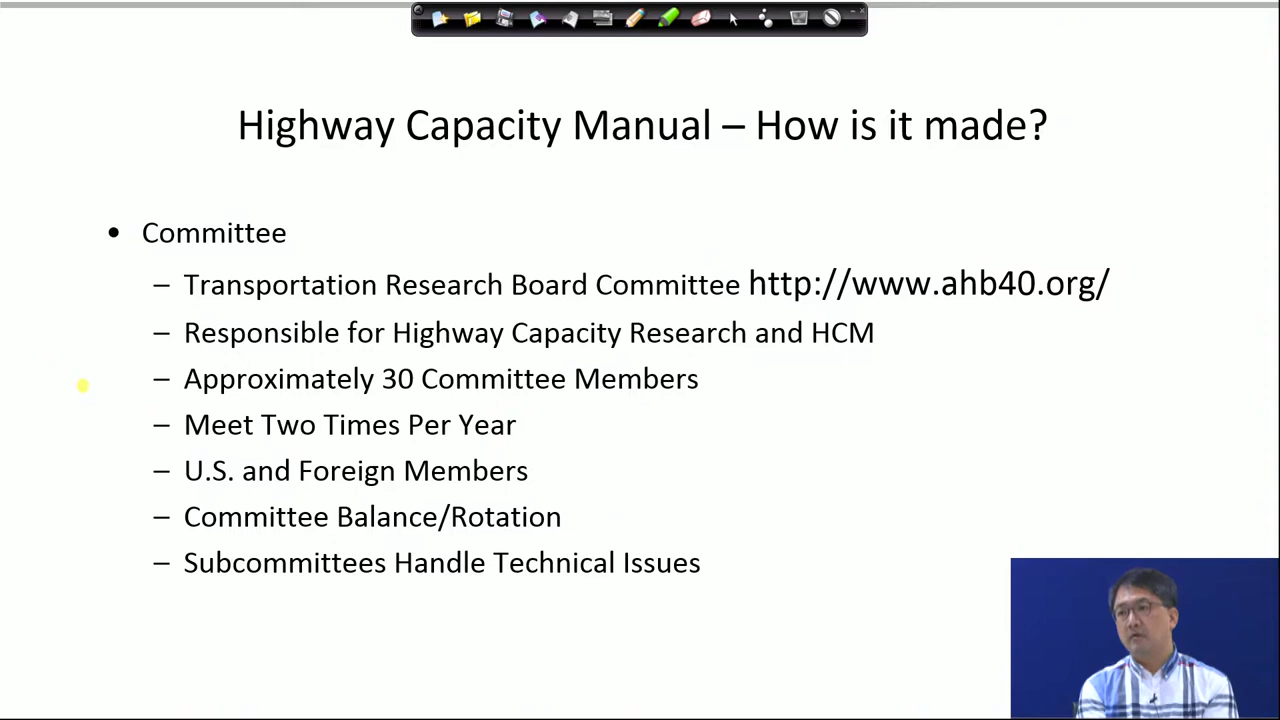 Highway Capacity Manual – How is it made?
• Committee
– Transportation Research Board Committee http://www.ahb40.org/
– Responsible for Highway Capacity Research and HCM
– Approximately 30 Committee Members
– Meet Two Times Per Year
– U.S. and Foreign Members
– Committee Balance/Rotation
– Subcommittees Handle Technical Issues